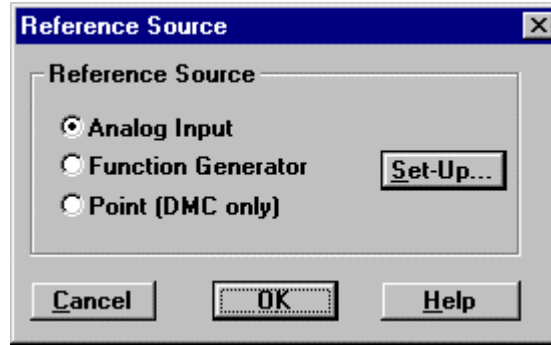 Reference Source
Reference Source
Analog Input
Function Generator
Set-Up...
Point (DMC only)
Cancel
OK
Help